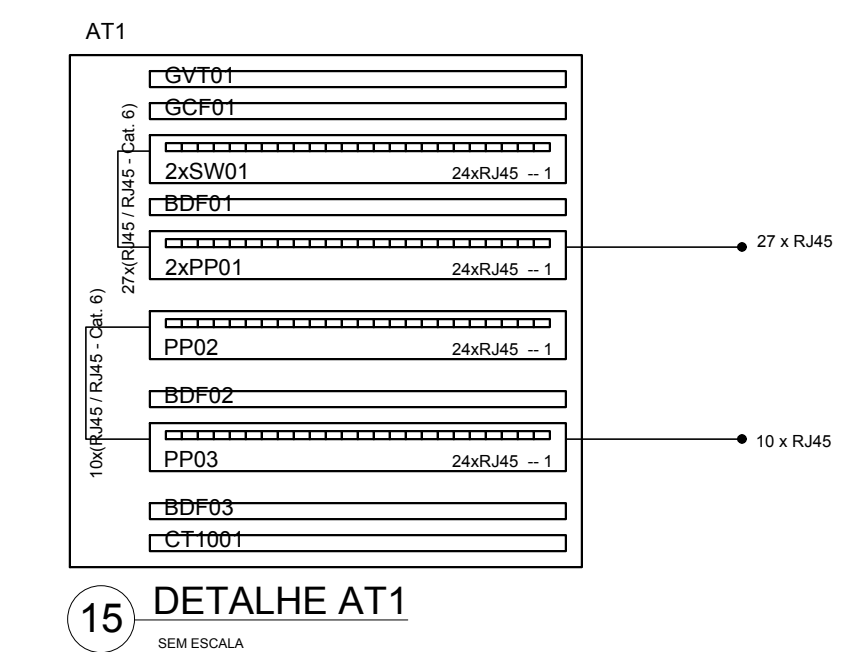 AT1
GVT01
GCF01
27x(RJ45 / RJ45 - Cat. 6)
2xSW01
24xRJ45 -- 1
BDF01
2xPP01
24xRJ45 -- 1
27 x RJ45
10x(RJ45 / RJ45 - Cat. 6)
PP02
24xRJ45 -- 1
BDF02
PP03
24xRJ45 -- 1
10 x RJ45
BDF03
CT1001
15
DETALHE AT1
SEM ESCALA